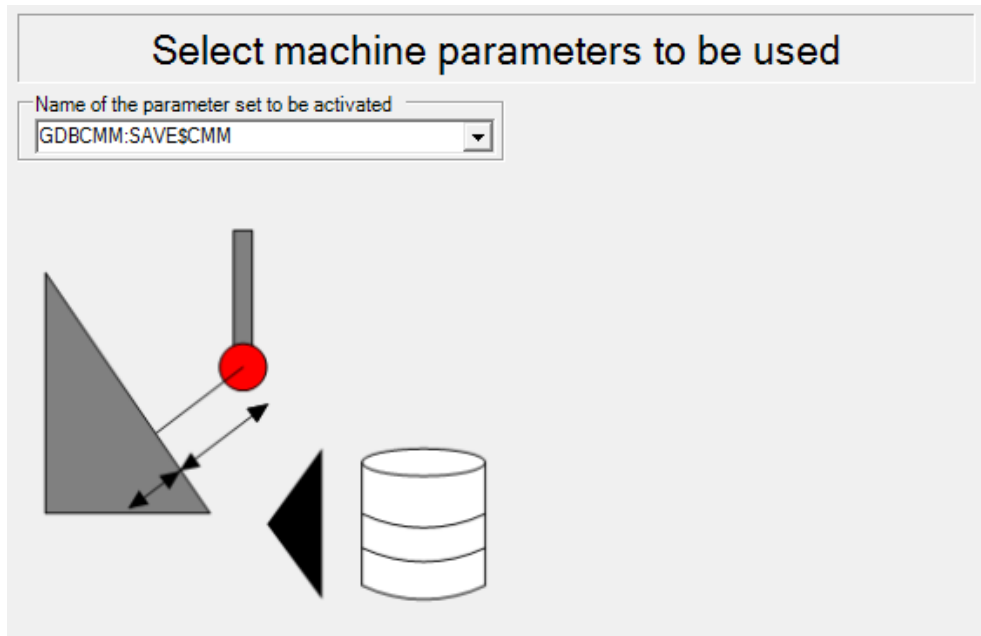 Select machine parameters to be used
Name of the parameter set to be activated
GDBCMM:SAVE$CMM